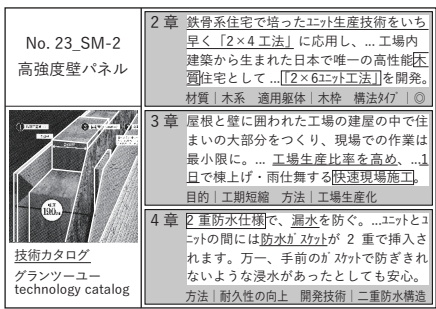 No. 23_SM-2
高強度壁パネル
技術カタログ
グランツーユー
technology catalog
2 章 鉄骨系住宅で培ったユニット生産技術をいち
早く「2×4 工法」に応用し、... 工場内
建築から生まれた日本で唯一の高性能木
質住宅として ...「2×6ユニット工法」を開発。
材質｜木系 適用躯体｜木枠 構法タイプ｜◎
3 章 屋根と壁に囲われた工場の建屋の中で住
まいの大部分をつくり、現場での作業は
最小限に。... 工場生産比率を高め、...1
日で棟上げ・雨仕舞する快速現場施工。
目的｜工期短縮 方法｜工場生産化
4 章 2 重防水仕様で、漏水を防ぐ。...ユニットとユ
ニットの間には防水ガスケットが 2 重で挿入さ
れます。万一、手前のガスケットで防ぎきれ
ないような浸水があったとしても安心。
方法｜耐久性の向上 開発技術｜二重防水構造